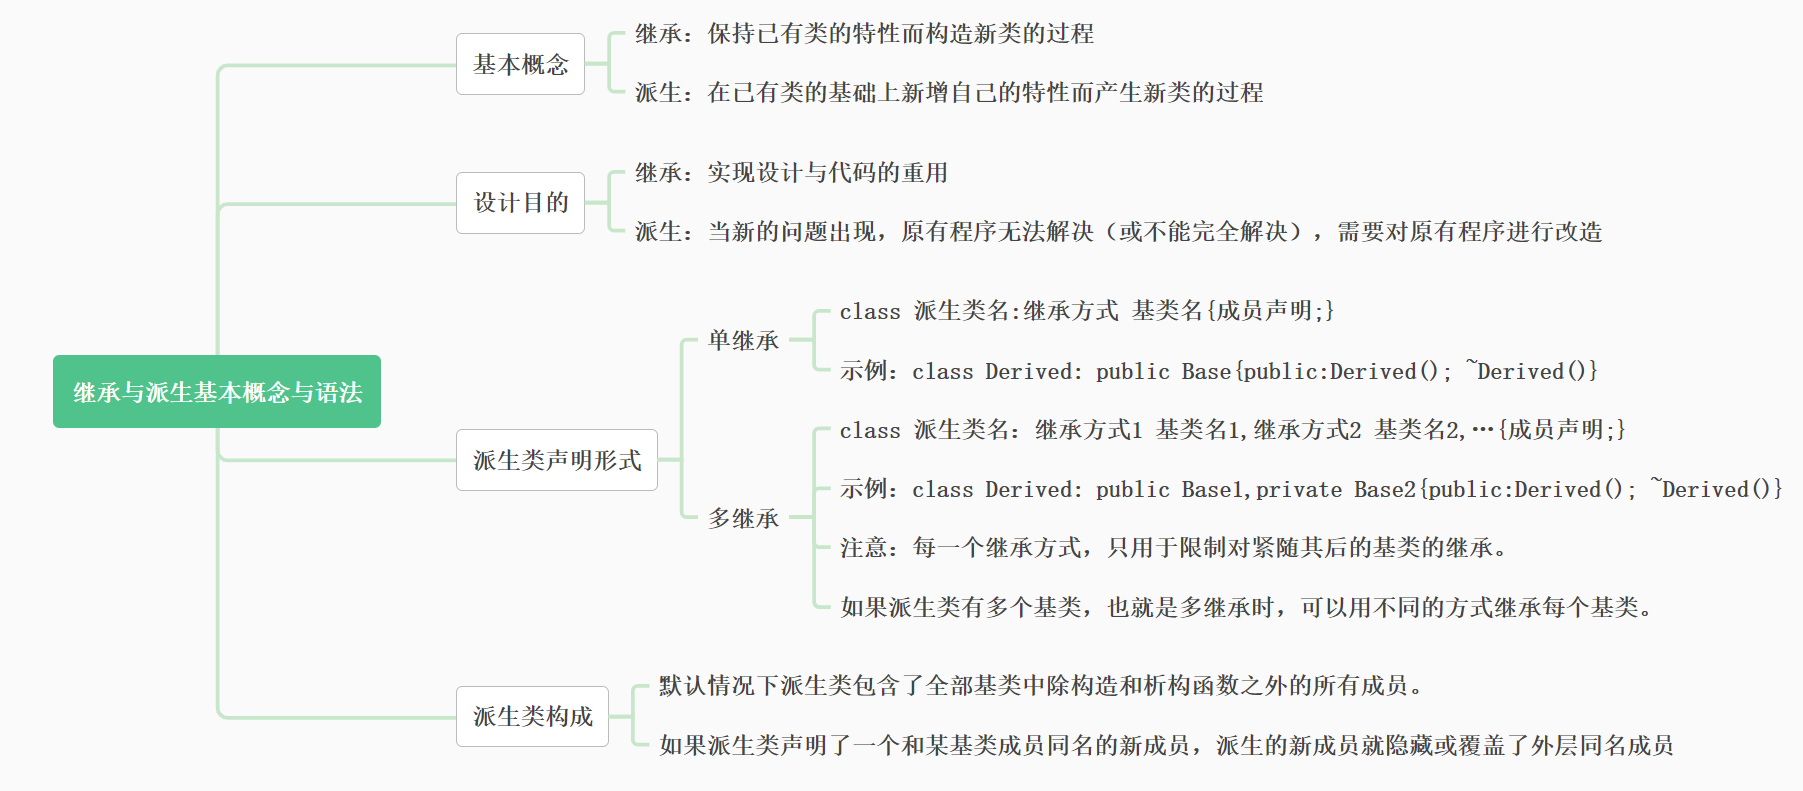 继承与派生基本概念与语法
基本概念
继承：保持已有类的特性而构造新类的过程
派生：在已有类的基础上新增自己的特性而产生新类的过程
设计目的
继承：实现设计与代码的重用
派生：当新的问题出现，原有程序无法解决（或不能完全解决），需要对原有程序进行改造
派生类声明形式
单继承
class 派生类名:继承方式 基类名{成员声明;}
示例：class Derived: public Base{public:Derived(); ~Derived()}
多继承
class 派生类名：继承方式1 基类名1,继承方式2 基类名2,…{成员声明;}
示例：class Derived: public Base1,private Base2{public:Derived(); ~Derived()}
注意：每一个继承方式，只用于限制对紧随其后的基类的继承。
如果派生类有多个基类，也就是多继承时，可以用不同的方式继承每个基类。
派生类构成
默认情况下派生类包含了全部基类中除构造和析构函数之外的所有成员。
如果派生类声明了一个和某基类成员同名的新成员，派生的新成员就隐藏或覆盖了外层同名成员